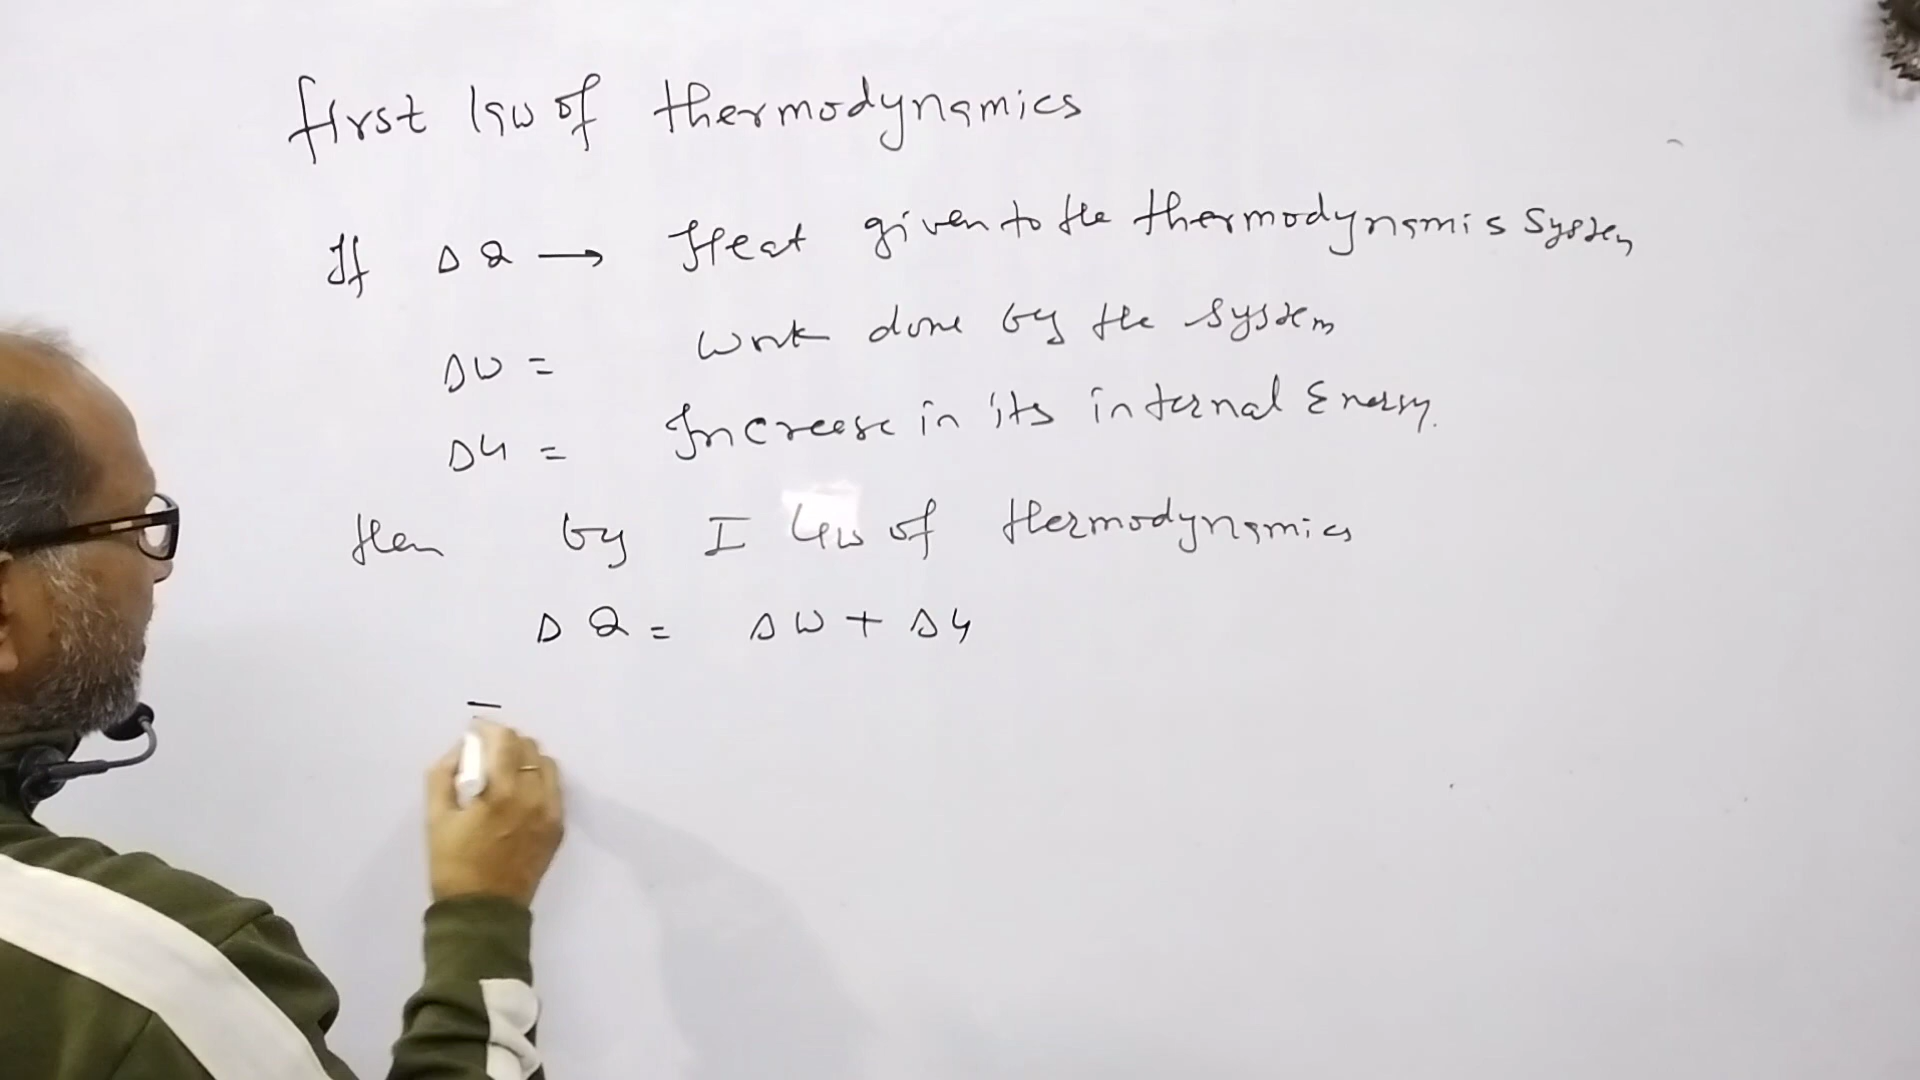 First law of thermodynamics
If ΔQ → Heat given to the thermodynamis System
ΔW = Work done by the system
ΔU = Increase in its internal Energy.
then by I law of thermodynamics
ΔQ = ΔW + ΔU